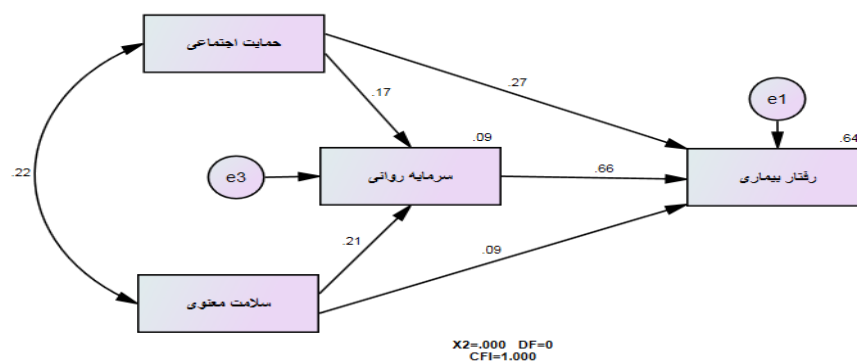 حمایت اجتماعی
.17
.27
e1
.09
.64
e3
سرمایه روانی
.66
رفتار بیماری
.22
.21
.09
سلامت معنوی
X2=.000 DF=0
CFI=1.000